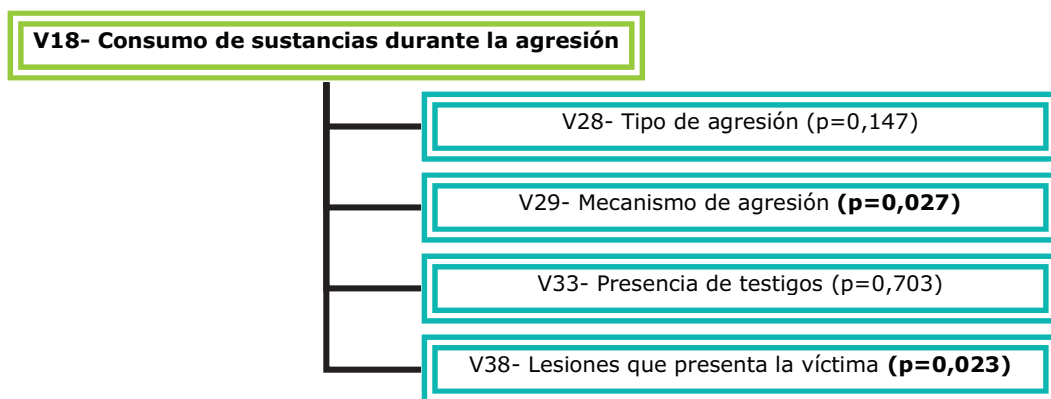 V18- Consumo de sustancias durante la agresión
V28- Tipo de agresión (p=0,147)
V29- Mecanismo de agresión (p=0,027)
V33- Presencia de testigos (p=0,703)
V38- Lesiones que presenta la víctima (p=0,023)